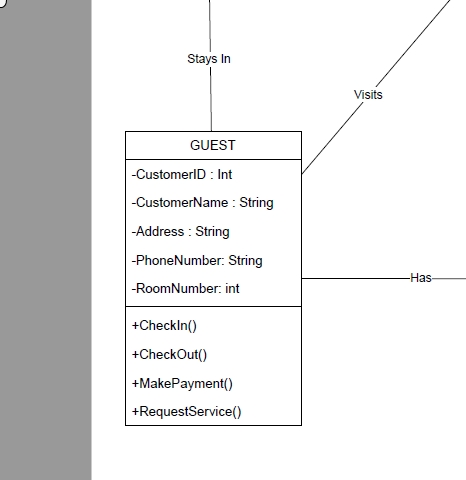 Stays In
Visits
GUEST
-CustomerID : Int
-CustomerName : String
-Address : String
-PhoneNumber: String
-RoomNumber: int
Has
+CheckIn()
+CheckOut()
+MakePayment()
+RequestService()